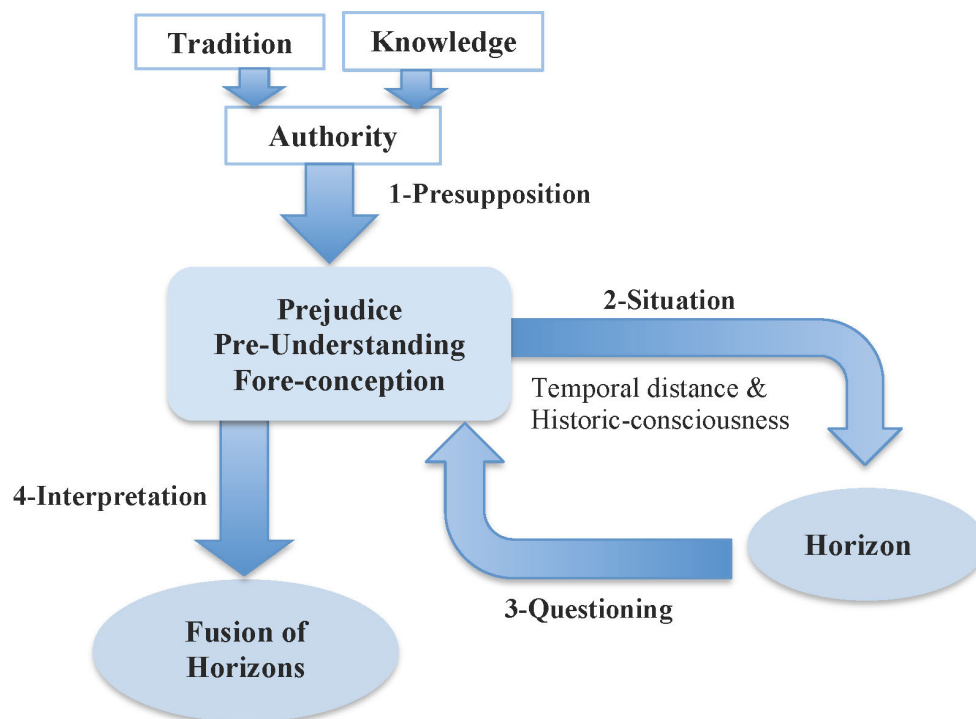 Tradition
Knowledge
Authority
1-Presupposition
Prejudice
Pre-Understanding
Fore-conception
2-Situation
Temporal distance &
Historic-consciousness
4-Interpretation
Horizon
3-Questioning
Fusion of
Horizons